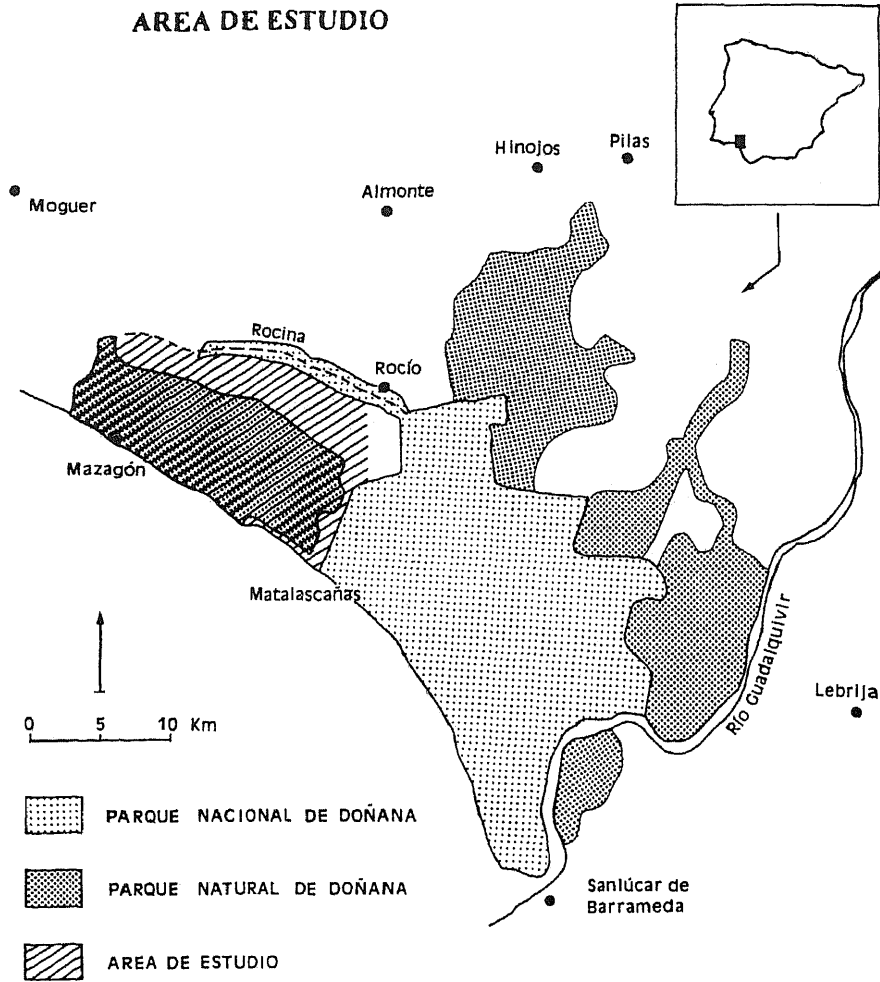 AREA DE ESTUDIO
Hinojos
Pilas
Moguer
Almonte
Rocina
Rocío
Mazagón
Matalascañas
Río Guadalquivir
Lebrija
0 5 10 Km
PARQUE NACIONAL DE DOÑANA
PARQUE NATURAL DE DOÑANA
Sanlúcar de
Barrameda
AREA DE ESTUDIO